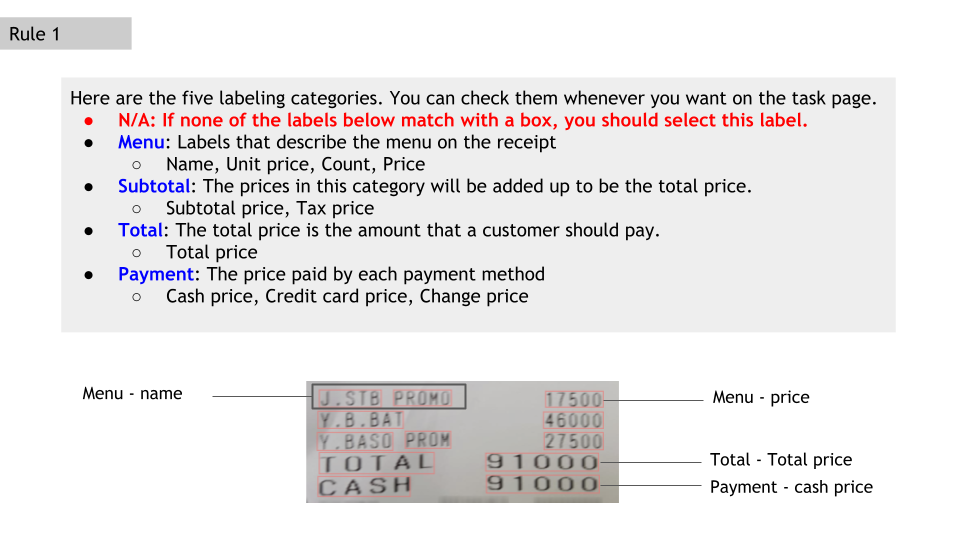 Rule 1
Here are the five labeling categories. You can check them whenever you want on the task page.
● N/A: If none of the labels below match with a box, you should select this label.
● Menu: Labels that describe the menu on the receipt
○ Name, Unit price, Count, Price
● Subtotal: The prices in this category will be added up to be the total price.
○ Subtotal price, Tax price
● Total: The total price is the amount that a customer should pay.
○ Total price
● Payment: The price paid by each payment method
○ Cash price, Credit card price, Change price
Menu - name
J.STB PROMO 17500
Menu - price
Y.B.BAT 46000
Y.BASO PROM 27500
TOTAL 91000
Total - Total price
CASH 91000
Payment - cash price